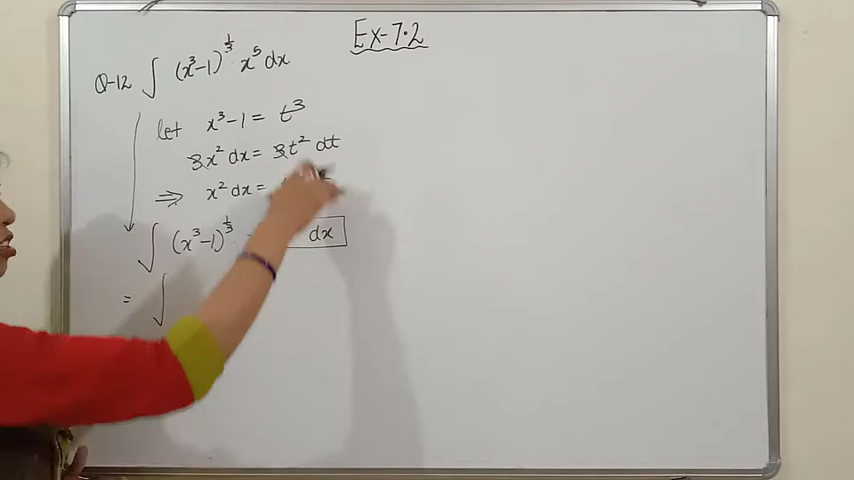 Ex-7.2
Q-12 ∫ (x³-1)^{1/3} x⁵ dx
let x³-1 = t³
3x² dx = 3t² dt
⇒ x² dx =
∫ (x³-1)^{1/3} dx
= ∫